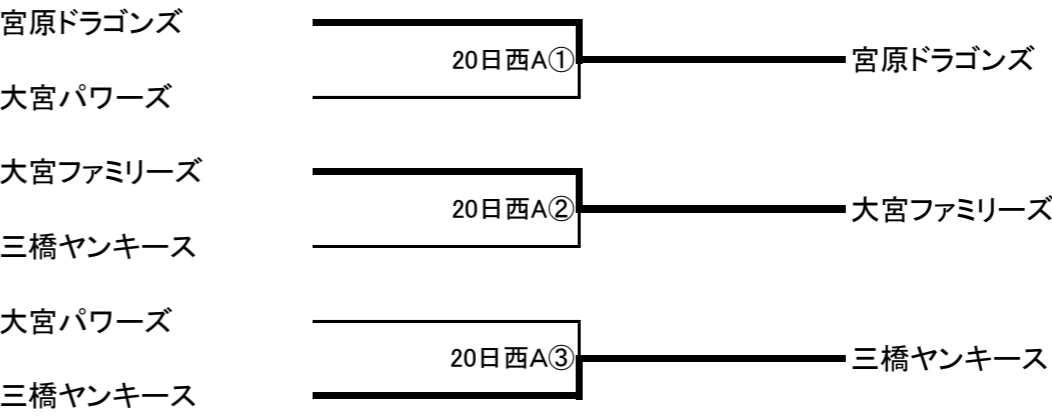 宮原ドラゴンズ
20日西A①
宮原ドラゴンズ
大宮パワーズ
大宮ファミリーズ
20日西A②
大宮ファミリーズ
三橋ヤンキース
大宮パワーズ
20日西A③
三橋ヤンキース
三橋ヤンキース